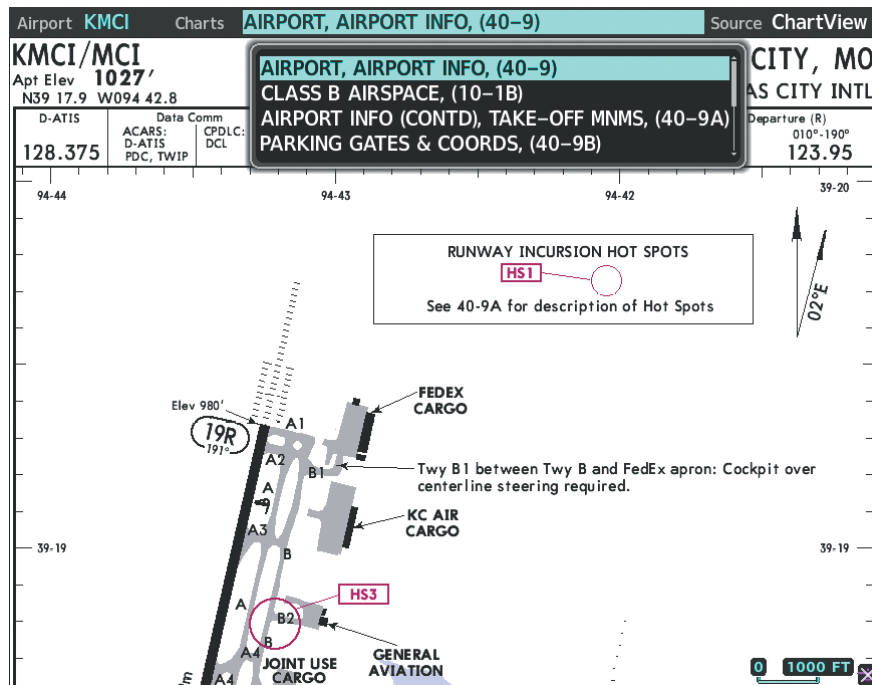 Airport KMCI Charts AIRPORT, AIRPORT INFO, (40-9) Source ChartView
KMCI/MCI
Apt Elev 1027'
N39 17.9 W094 42.8
AIRPORT, AIRPORT INFO, (40-9)
CLASS B AIRSPACE, (10-1B)
AIRPORT INFO (CONTD), TAKE-OFF MNMS, (40-9A)
PARKING GATES & COORDS, (40-9B)
CITY, MO
AS CITY INTL
D-ATIS
128.375
Data Comm
ACARS:
D-ATIS
PDC, TWIP
CPDLC:
DCL
Departure (R)
010°-190°
123.95
94-44
94-43
94-42
39-20
RUNWAY INCURSION HOT SPOTS
HS1
See 40-9A for description of Hot Spots
02°E
FEDEX
CARGO
Elev 980'
19R
191°
A1
A2
B1
Twy B1 between Twy B and FedEx apron: Cockpit over
centerline steering required.
A
KC AIR
CARGO
A3
B
39-19
39-19
HS3
A
B2
B
A4
GENERAL
AVIATION
JOINT USE
CARGO
A4
0 1000 FT